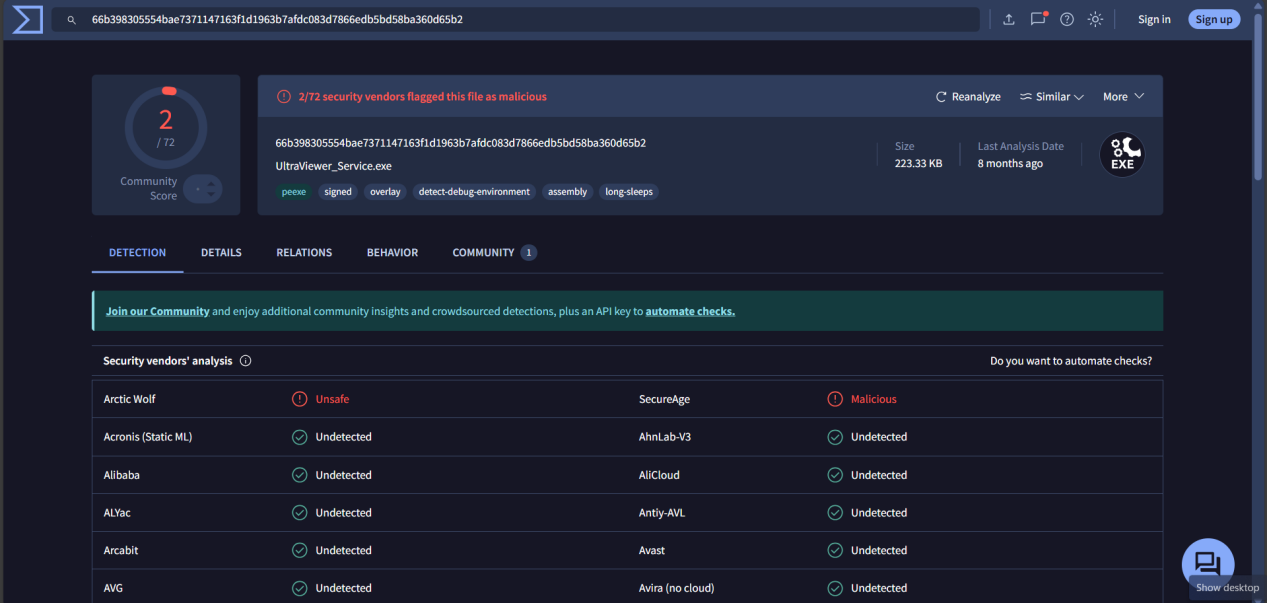 66b398305554bae7371147163f1d1963b7afdc083d7866edb5bd58ba360d65b2
Sign in
Sign up
2
/ 72
Community
Score
2/72 security vendors flagged this file as malicious
Reanalyze
Similar
More
66b398305554bae7371147163f1d1963b7afdc083d7866edb5bd58ba360d65b2
UltraViewer_Service.exe
peexe
signed
overlay
detect-debug-environment
assembly
long-sleeps
Size
223.33 KB
Last Analysis Date
8 months ago
EXE
DETECTION
DETAILS
RELATIONS
BEHAVIOR
COMMUNITY 1
Join our Community and enjoy additional community insights and crowdsourced detections, plus an API key to automate checks.
Security vendors' analysis
Do you want to automate checks?
Arctic Wolf Unsafe SecureAge Malicious
Acronis (Static ML) Undetected AhnLab-V3 Undetected
Alibaba Undetected AliCloud Undetected
ALYac Undetected Antiy-AVL Undetected
Arcabit Undetected Avast Undetected
AVG Undetected Avira (no cloud) Undetected
Show desktop